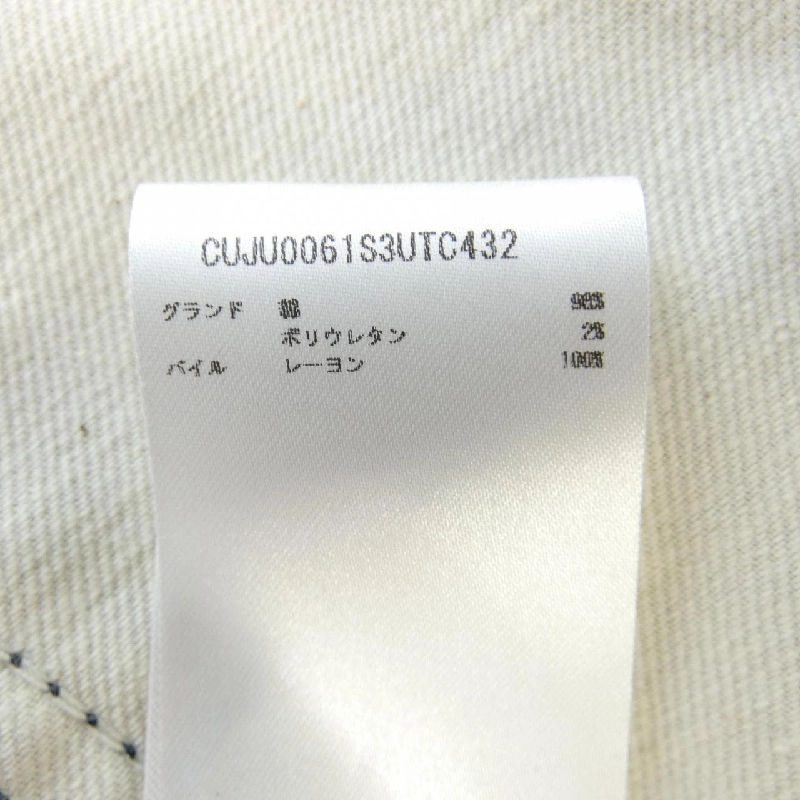 CUJU0061S3UTC432
グランド 綿 98%
ポリウレタン 2%
パイル レーヨン 100%